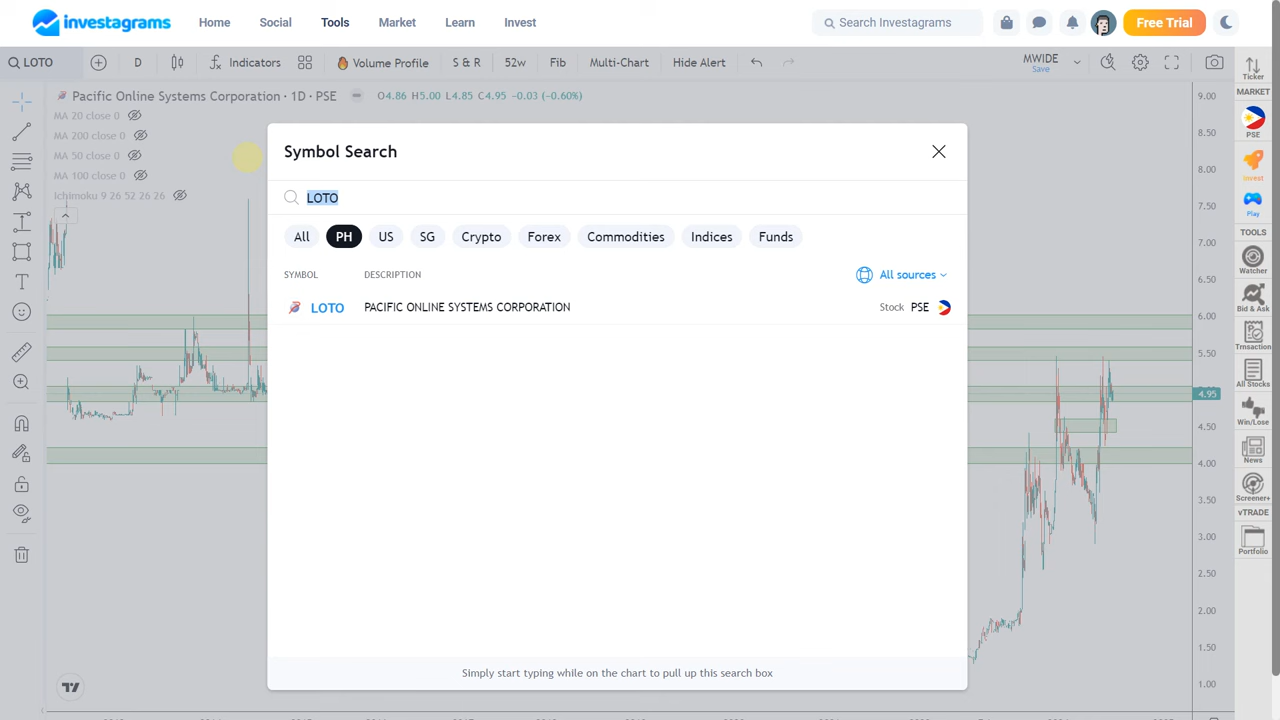 investagrams
Home Social Tools Market Learn Invest
Search Investagrams
Free Trial
LOTO D Indicators Volume Profile S & R 52w Fib Multi-Chart Hide Alert
MWIDE
Save
Ticker
MARKET
PSE
Invest
Play
TOOLS
Watcher
Bid & Ask
Trnsaction
All Stocks
Win/Lose
News
Screener+
vTRADE
Portfolio
Pacific Online Systems Corporation · 1D · PSE O4.86 H5.00 L4.85 C4.95 −0.03 (−0.60%)
MA 20 close 0
MA 200 close 0
MA 50 close 0
MA 100 close 0
Ichimoku 9 26 52 26 26
Symbol Search
LOTO
All PH US SG Crypto Forex Commodities Indices Funds
SYMBOL DESCRIPTION All sources
LOTO PACIFIC ONLINE SYSTEMS CORPORATION Stock PSE
Simply start typing while on the chart to pull up this search box
9.00
8.50
8.00
7.50
7.00
6.50
6.00
5.50
4.95
4.50
4.00
3.50
3.00
2.50
2.00
1.50
1.00